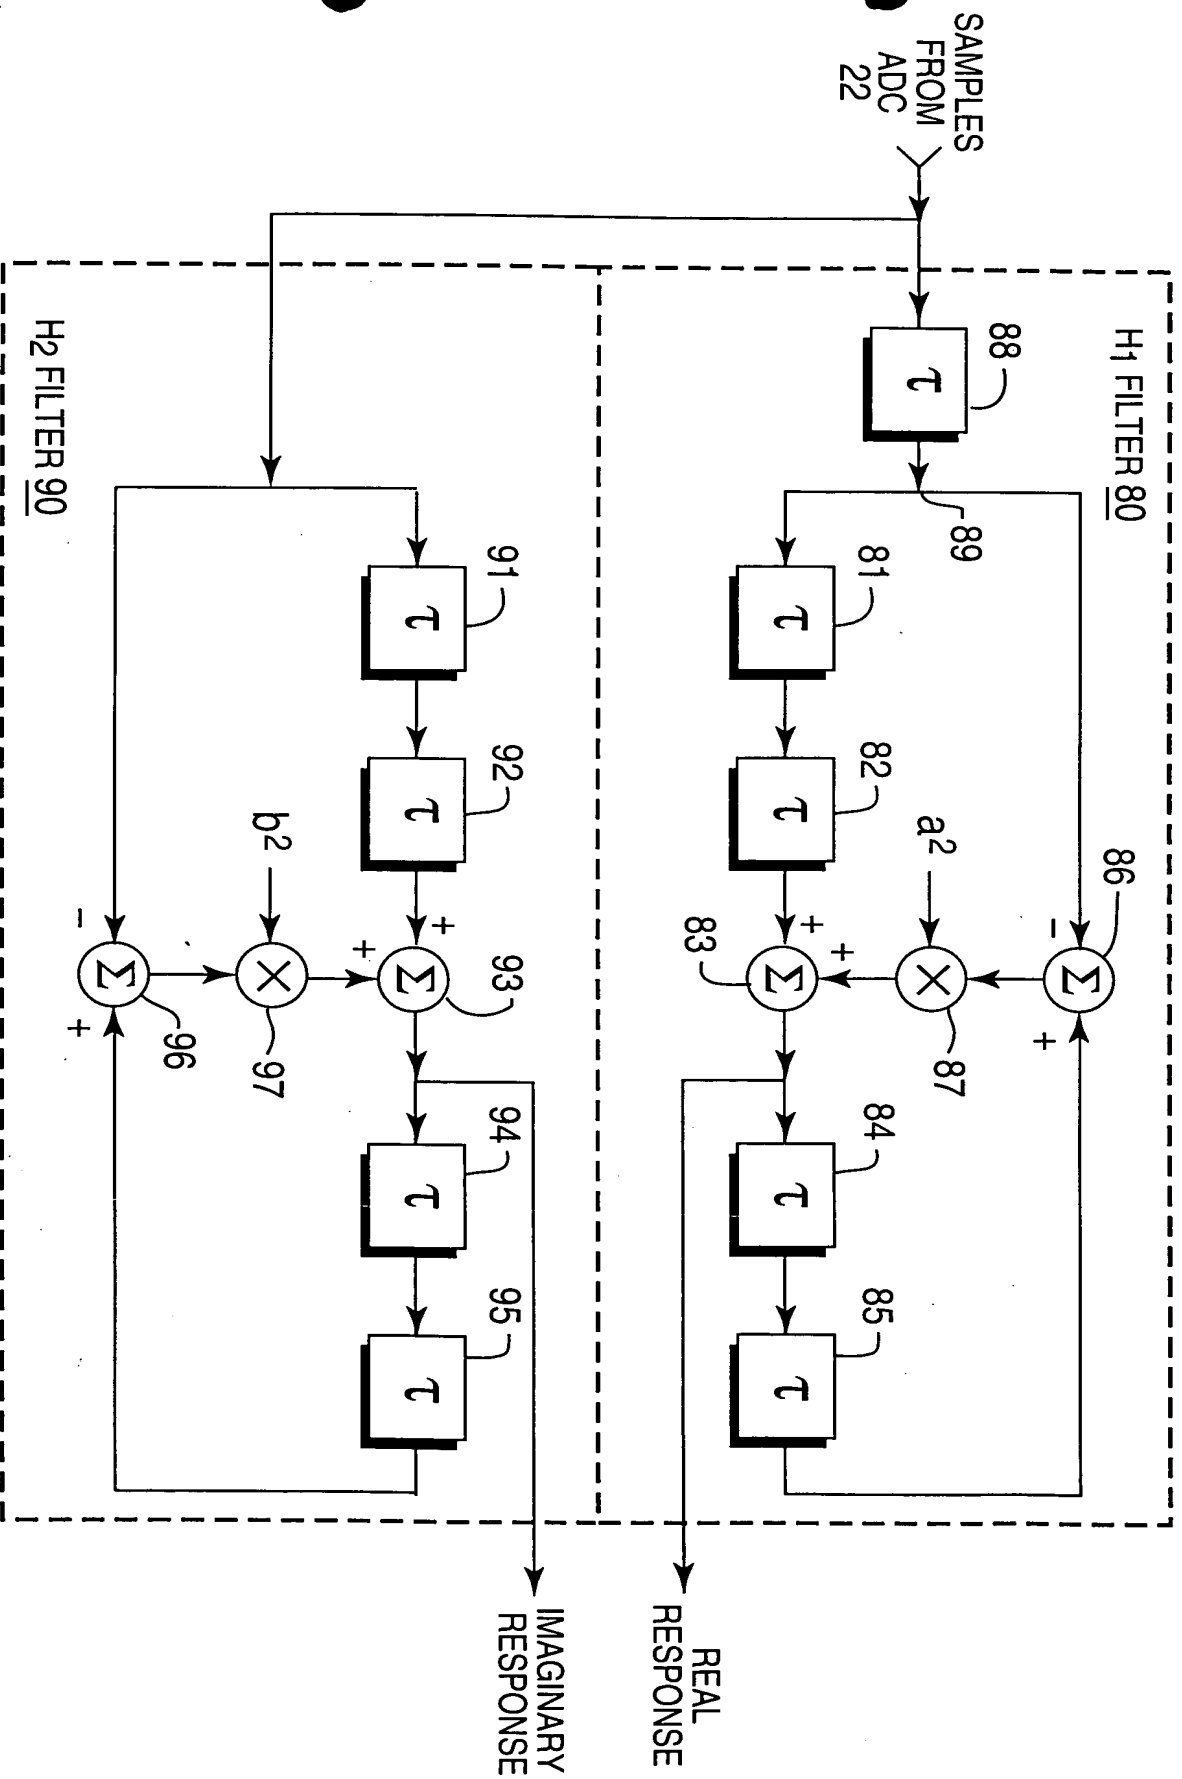 SAMPLES
FROM
ADC
22
H1 FILTER 80
88
τ
89
81
τ
82
τ
a2
86
Σ
-
+
87
×
83
Σ
+
+
84
τ
85
τ
REAL
RESPONSE
H2 FILTER 90
91
τ
92
τ
b2
93
Σ
+
+
97
×
96
Σ
-
+
94
τ
95
τ
IMAGINARY
RESPONSE